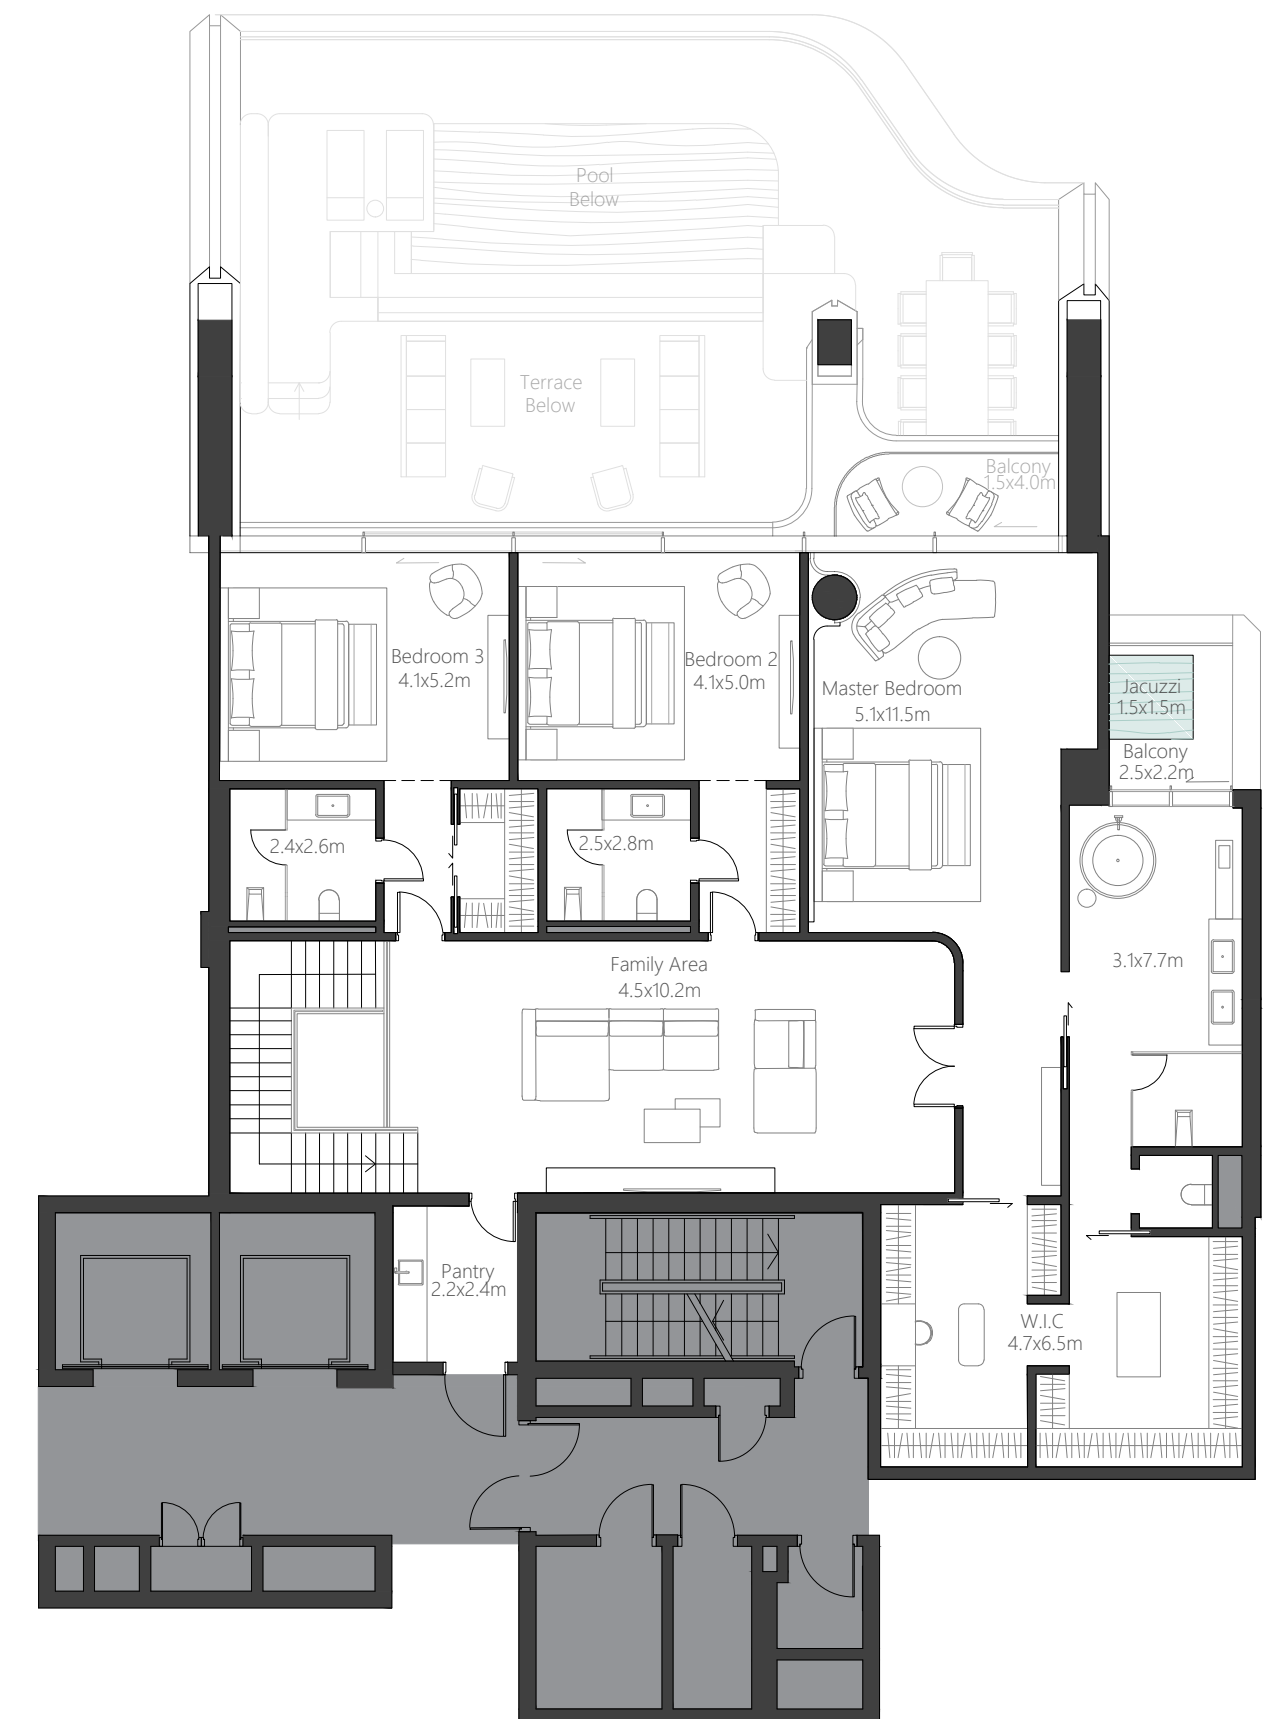 Pool
Below
Terrace
Below
Balcony
1.5x4.0m
Bedroom 3
4.1x5.2m
Bedroom 2
4.1x5.0m
Master Bedroom
5.1x11.5m
Jacuzzi
1.5x1.5m
Balcony
2.5x2.2m
2.4x2.6m
2.5x2.8m
3.1x7.7m
Family Area
4.5x10.2m
Pantry
2.2x2.4m
W.I.C
4.7x6.5m